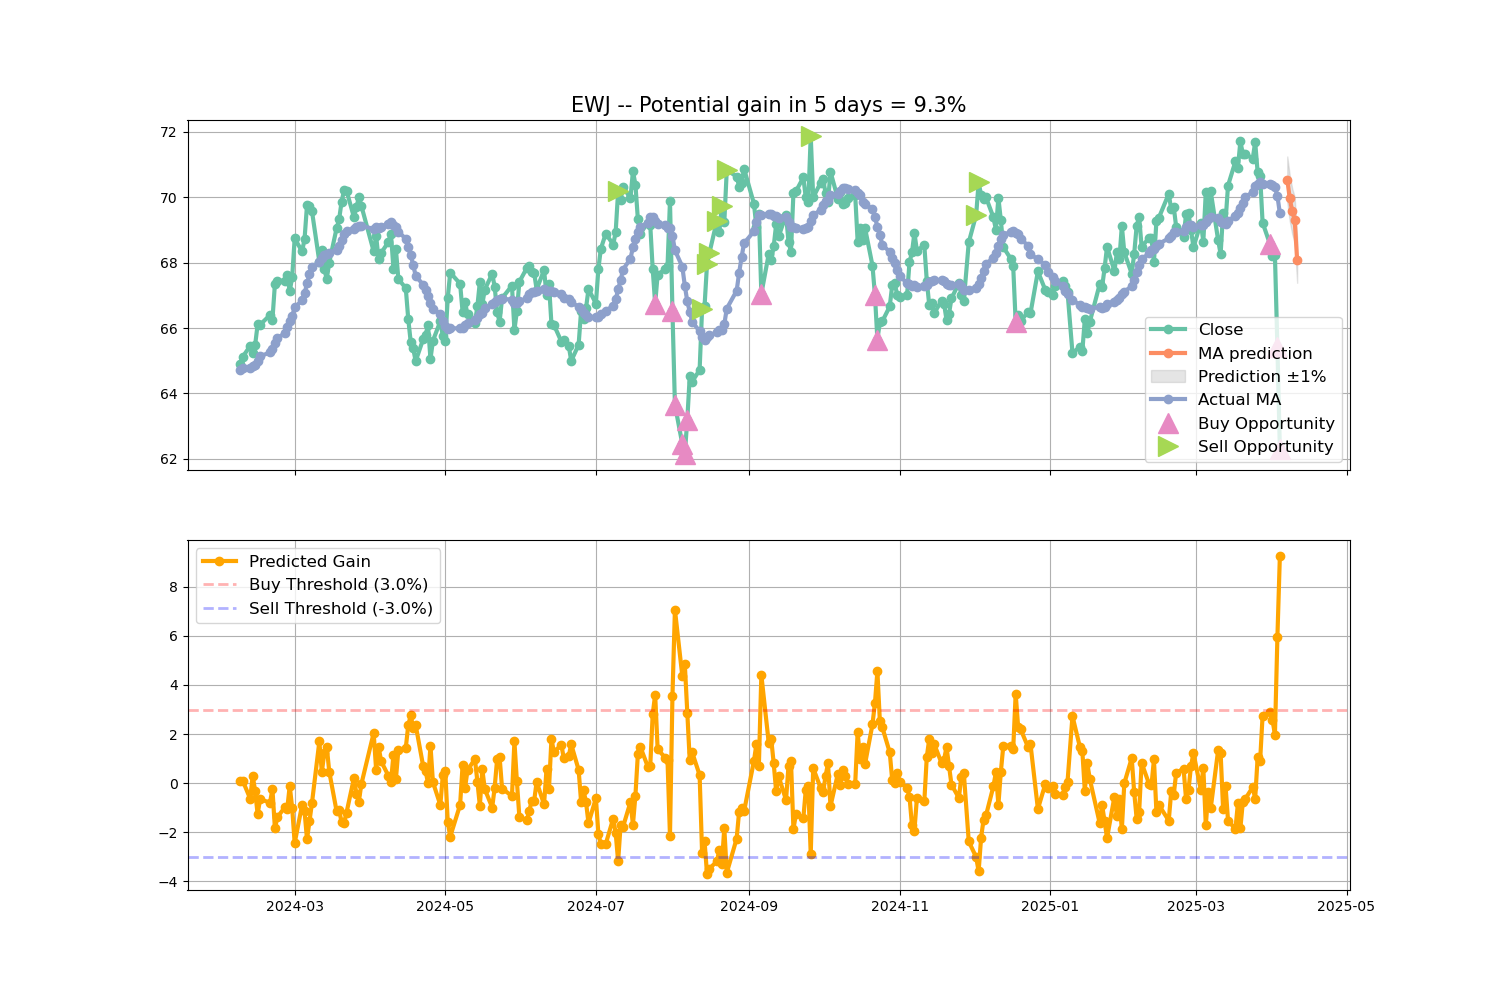 EWJ -- Potential gain in 5 days = 9.3%
72
70
68
66
64
62
Close
MA prediction
Prediction ±1%
Actual MA
Buy Opportunity
Sell Opportunity
Predicted Gain
Buy Threshold (3.0%)
Sell Threshold (-3.0%)
8
6
4
2
0
−2
−4
2024-03
2024-05
2024-07
2024-09
2024-11
2025-01
2025-03
2025-05